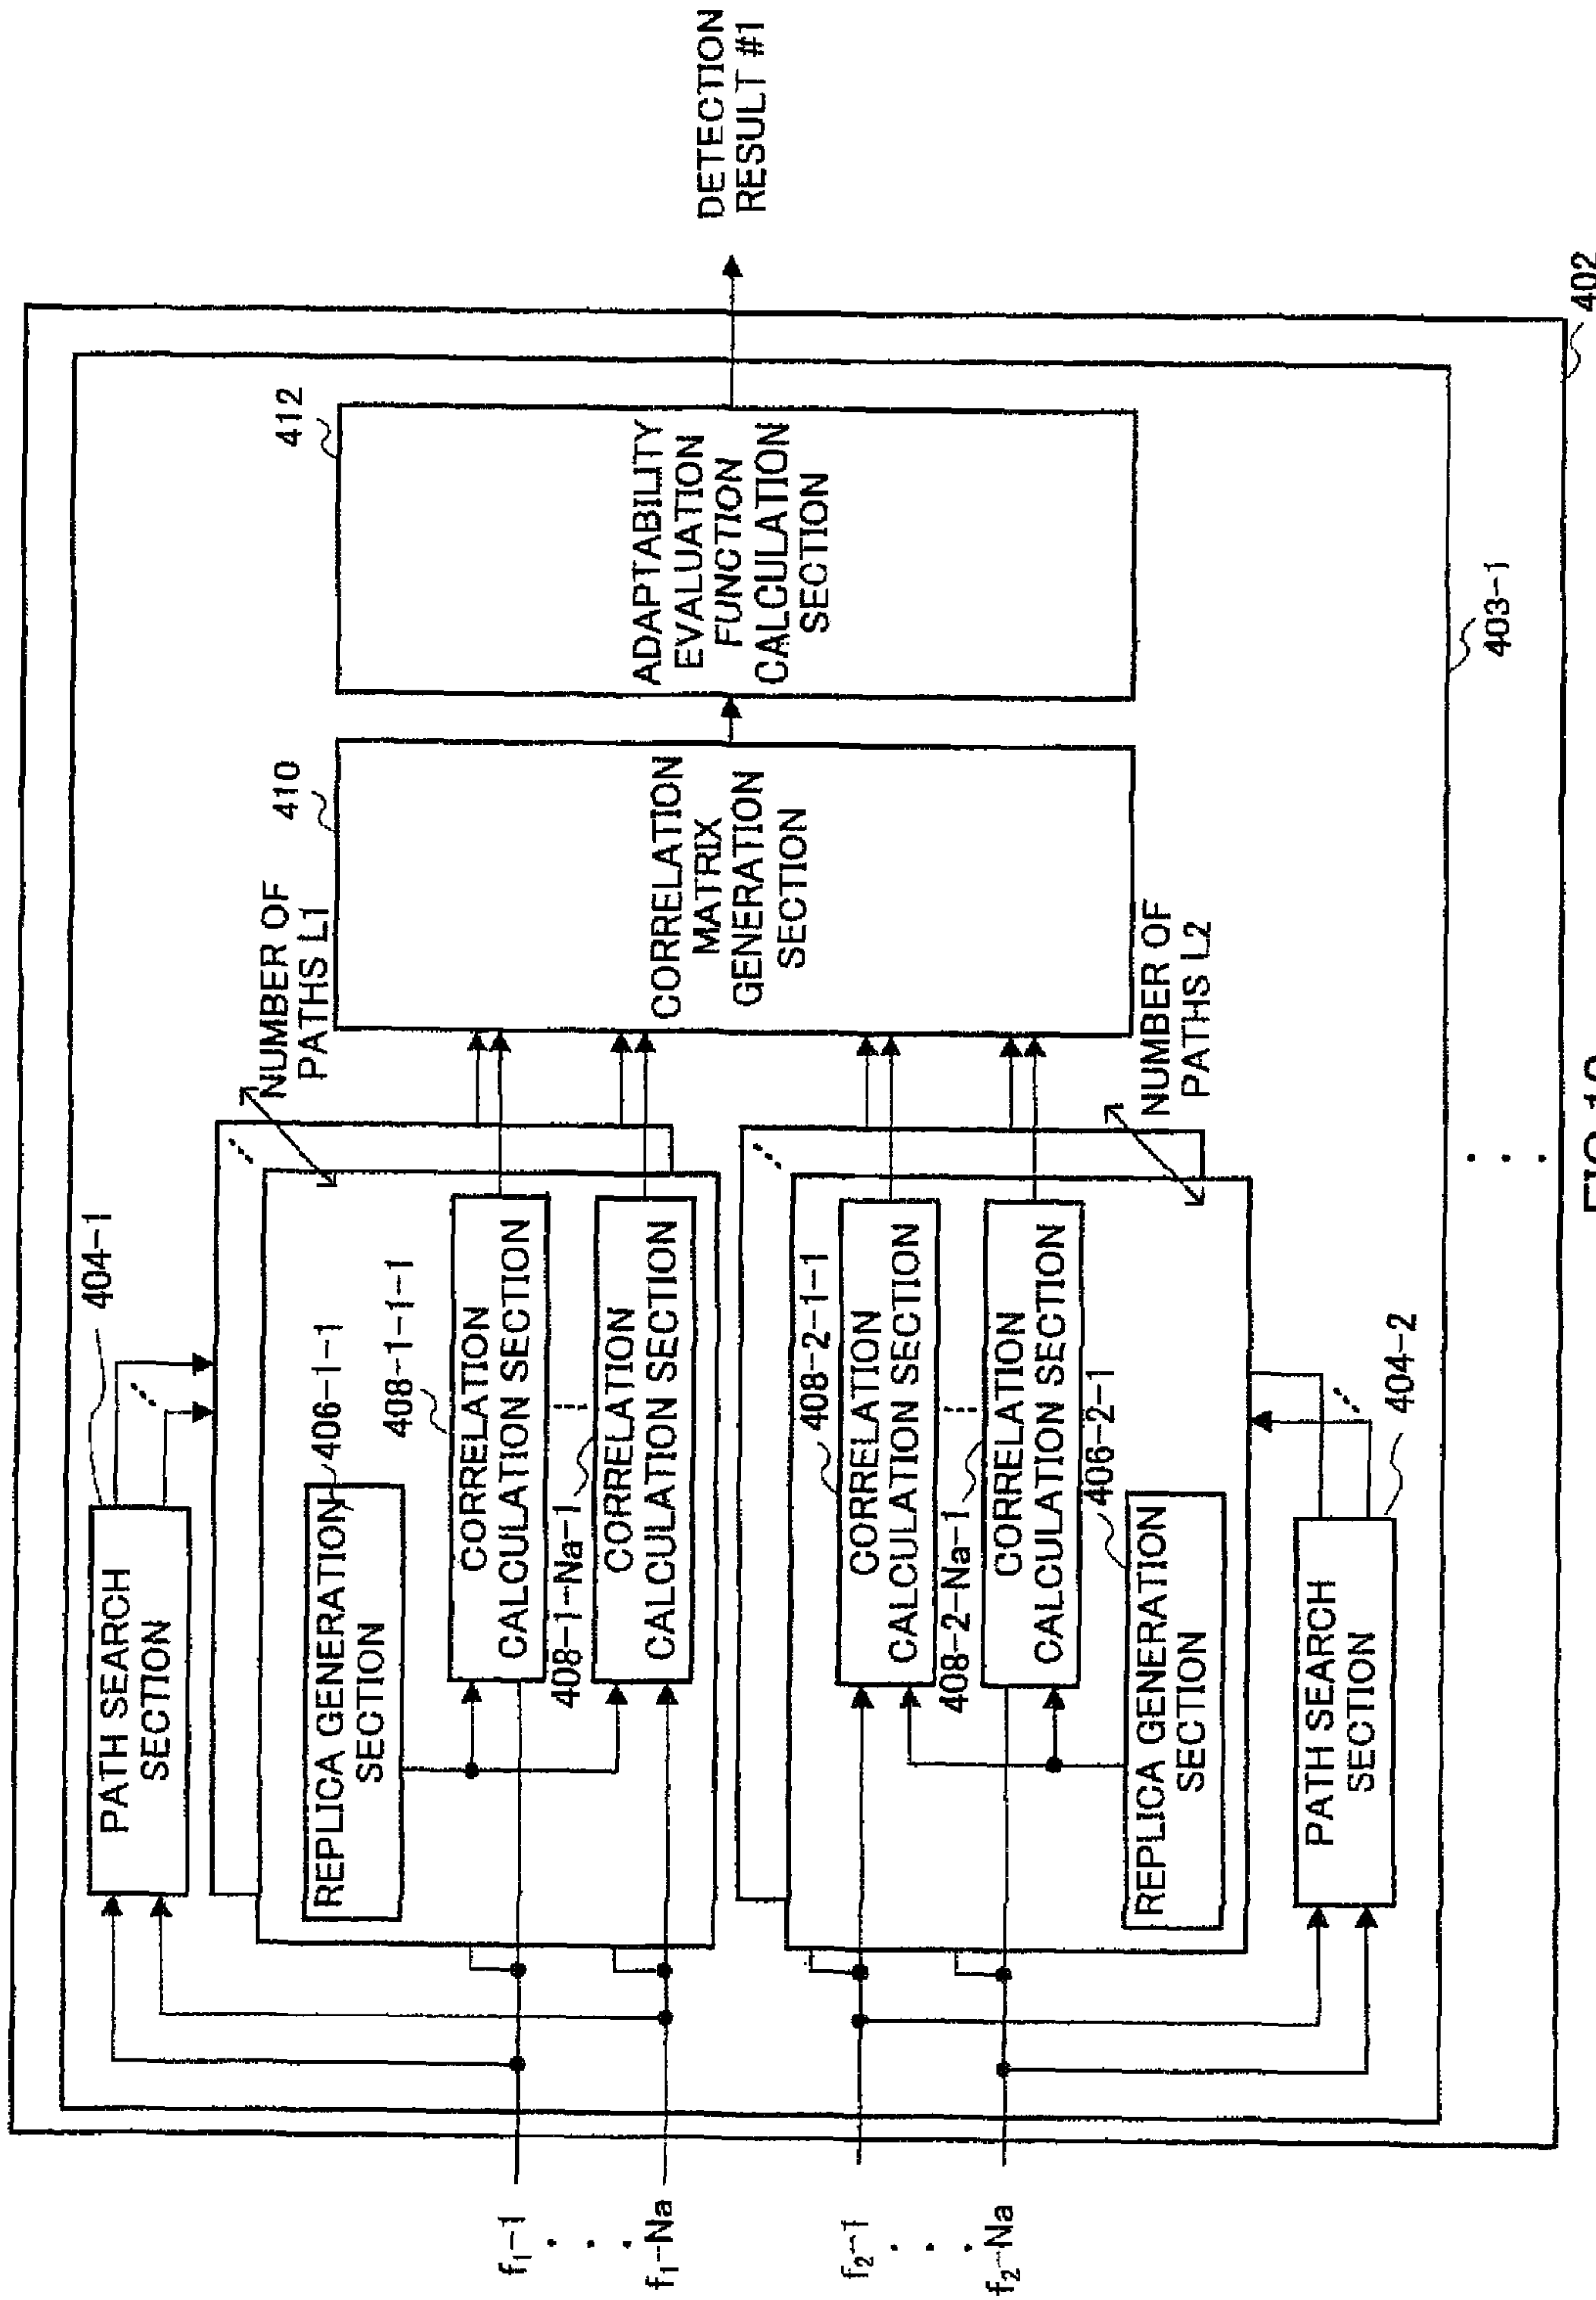 404-1
PATH SEARCH
SECTION
NUMBER OF
PATHS L1
410
412
406-1-1
REPLICA GENERATION
SECTION
408-1-1-1
CORRELATION
CALCULATION SECTION
408-1-Na-1
CORRELATION
CALCULATION SECTION
f₁-1
f₁-Na
CORRELATION
MATRIX
GENERATION
SECTION
ADAPTABILITY
EVALUATION
FUNCTION
CALCULATION
SECTION
DETECTION
RESULT #1
f₂-1
f₂-Na
408-2-1-1
CORRELATION
CALCULATION SECTION
408-2-Na-1
CORRELATION
CALCULATION SECTION
406-2-1
REPLICA GENERATION
SECTION
NUMBER OF
PATHS L2
PATH SEARCH
SECTION
404-2
403-1
402
FIG